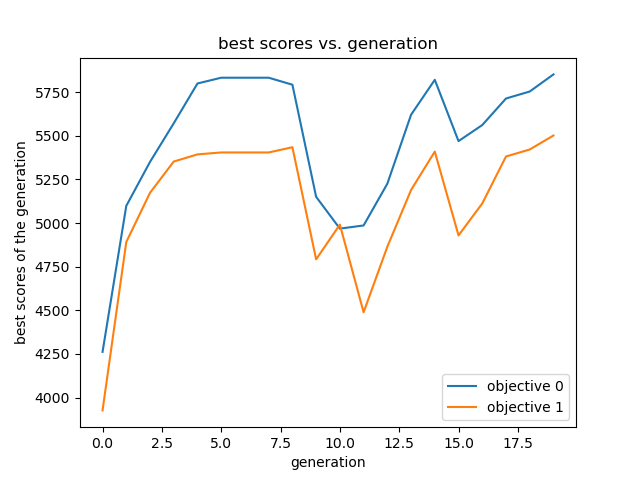 best scores vs. generation
best scores of the generation
5750
5500
5250
5000
4750
4500
4250
4000
0.0 2.5 5.0 7.5 10.0 12.5 15.0 17.5
generation
objective 0
objective 1